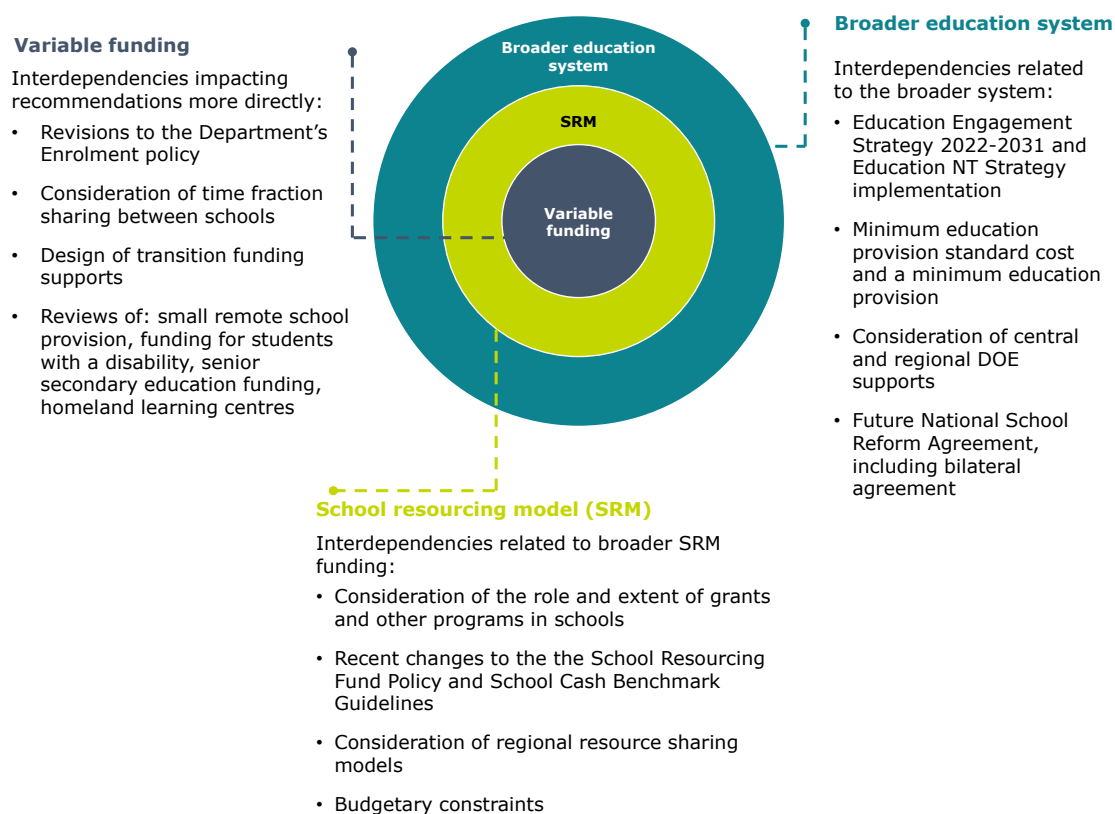 Variable funding
Interdependencies impacting
recommendations more directly:
• Revisions to the Department’s
Enrolment policy
• Consideration of time fraction
sharing between schools
• Design of transition funding
supports
• Reviews of: small remote school
provision, funding for students
with a disability, senior
secondary education funding,
homeland learning centres
Broader education
system
SRM
Variable
funding
Broader education system
Interdependencies related
to the broader system:
• Education Engagement
Strategy 2022-2031 and
Education NT Strategy
implementation
• Minimum education
provision standard cost
and a minimum education
provision
• Consideration of central
and regional DOE
supports
• Future National School
Reform Agreement,
including bilateral
agreement
School resourcing model (SRM)
Interdependencies related to broader SRM
funding:
• Consideration of the role and extent of grants
and other programs in schools
• Recent changes to the the School Resourcing
Fund Policy and School Cash Benchmark
Guidelines
• Consideration of regional resource sharing
models
• Budgetary constraints